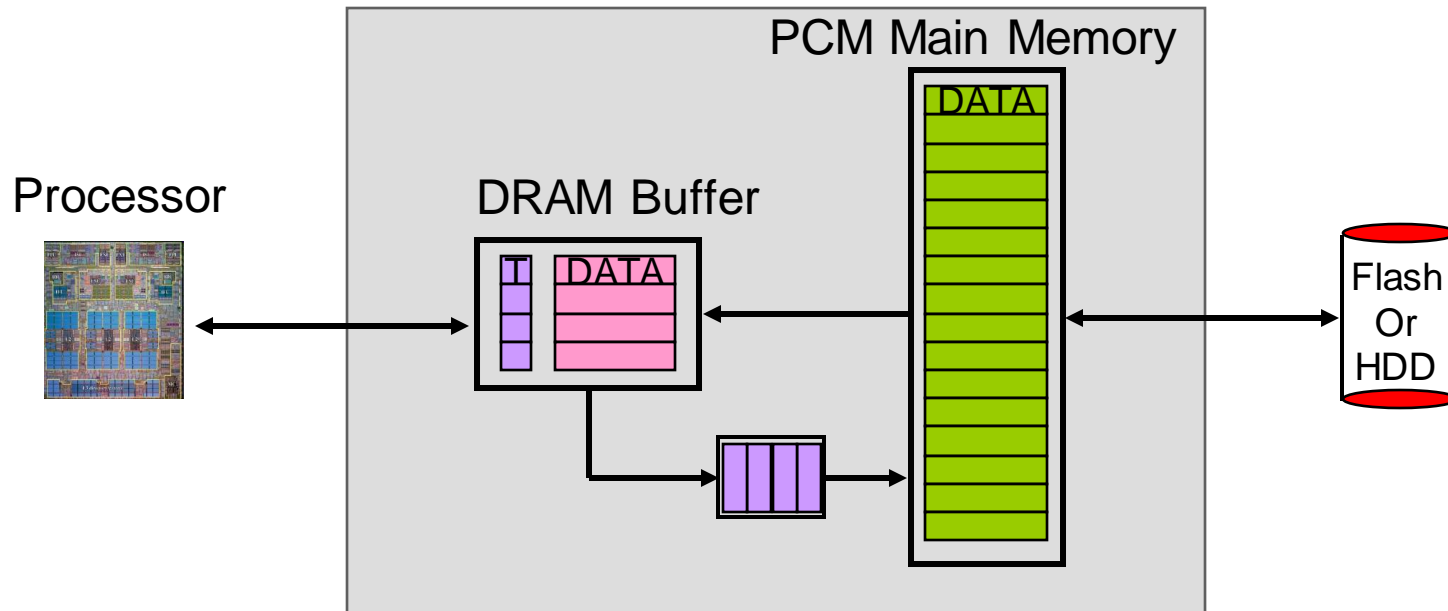 PCM Main Memory
DATA
Processor
DRAM Buffer
T
DATA
Flash
Or
HDD